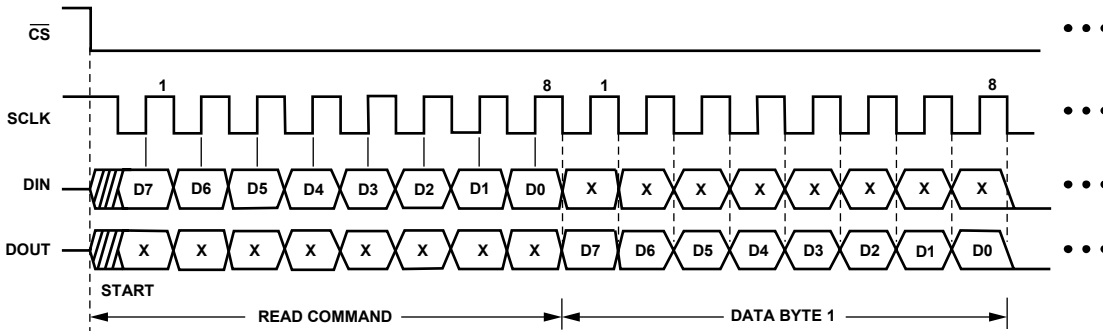 CS
1 8 1 8
SCLK
DIN D7 D6 D5 D4 D3 D2 D1 D0 X X X X X X X X
DOUT X X X X X X X X D7 D6 D5 D4 D3 D2 D1 D0
START
READ COMMAND DATA BYTE 1